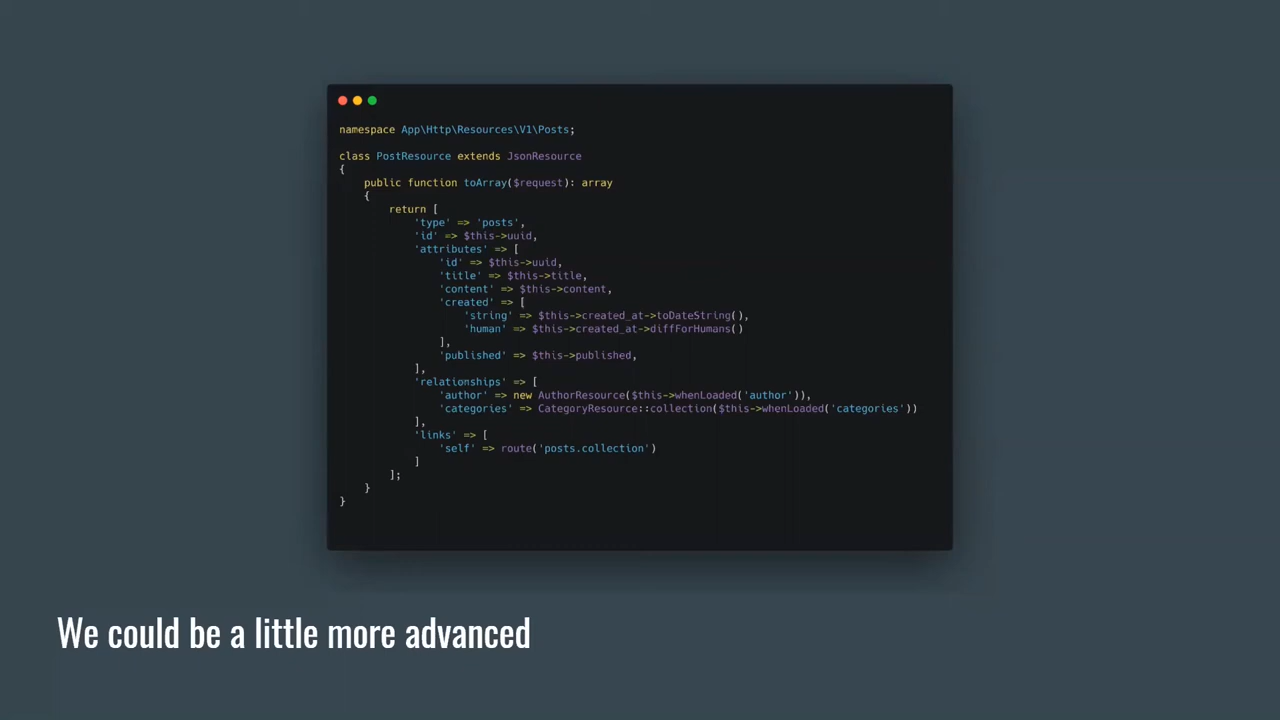 namespace App\Http\Resources\V1\Posts;
class PostResource extends JsonResource
{
    public function toArray($request): array
    {
        return [
            'type' => 'posts',
            'id' => $this->uuid,
            'attributes' => [
                'id' => $this->uuid,
                'title' => $this->title,
                'content' => $this->content,
                'created' => [
                    'string' => $this->created_at->toDateString(),
                    'human' => $this->created_at->diffForHumans()
                ],
                'published' => $this->published,
            ],
            'relationships' => [
                'author' => new AuthorResource($this->whenLoaded('author')),
                'categories' => CategoryResource::collection($this->whenLoaded('categories'))
            ],
            'links' => [
                'self' => route('posts.collection')
            ]
        ];
    }
}
We could be a little more advanced